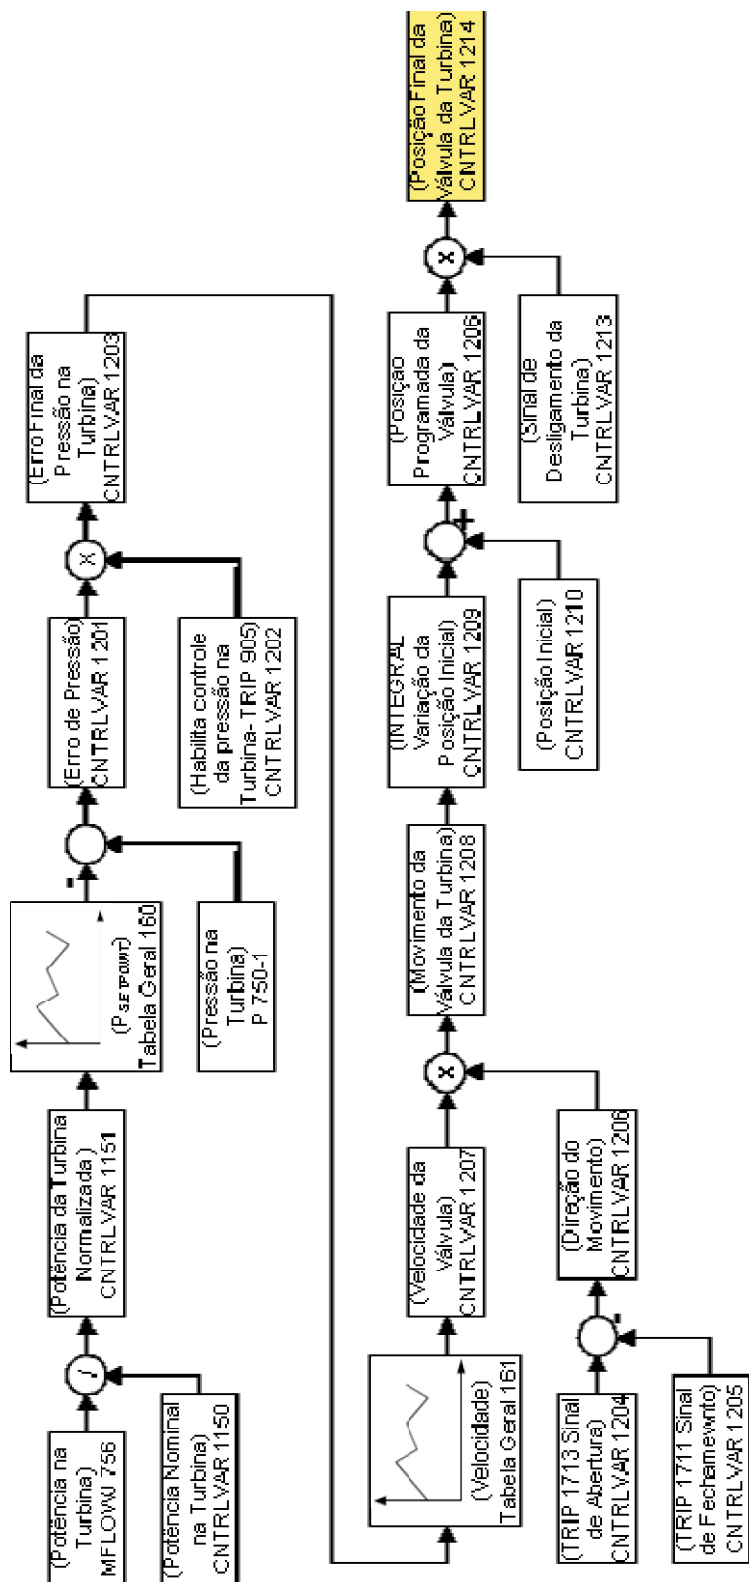 (Potência na
Turbina)
MFLOWJ 756
/
(Potência Nominal
na Turbina)
CNTRLVAR 1150
(Potência da Turbina
Normalizada)
CNTRLVAR 1151
(PSETPOINT)
Tabela Geral 160
(Pressão na
Turbina)
P 750-1
-
(Erro de Pressão)
CNTRLVAR 1201
(Habilita controle
da pressão na
Turbina- TRIP 905)
CNTRLVAR 1202
x
(Erro Final da
Pressão na
Turbina)
CNTRLVAR 1203
(Velocidade)
Tabela Geral 161
(TRIP 1713 Sinal
de Abertura)
CNTRLVAR 1204
(TRIP 1711 Sinal
de Fechamewnto)
CNTRLVAR 1205
-
(Velocidade da
Válvula)
CNTRLVAR 1207
(Direção do
Movimento)
CNTRLVAR 1206
x
(Movimento da
Válvula da Turbina)
CNTRLVAR 1208
(INTEGRAL
Variação da
Posição Inicial)
CNTRLVAR 1209
(Posição Inicial)
CNTRLVAR 1210
+
(Posição
Programada da
Válvula)
CNTRLVAR 1206
(Sinal de
Desligamento da
Turbina)
CNTRLVAR 1213
x
(Posição Final da
Válvula da Turbina)
CNTRLVAR 1214